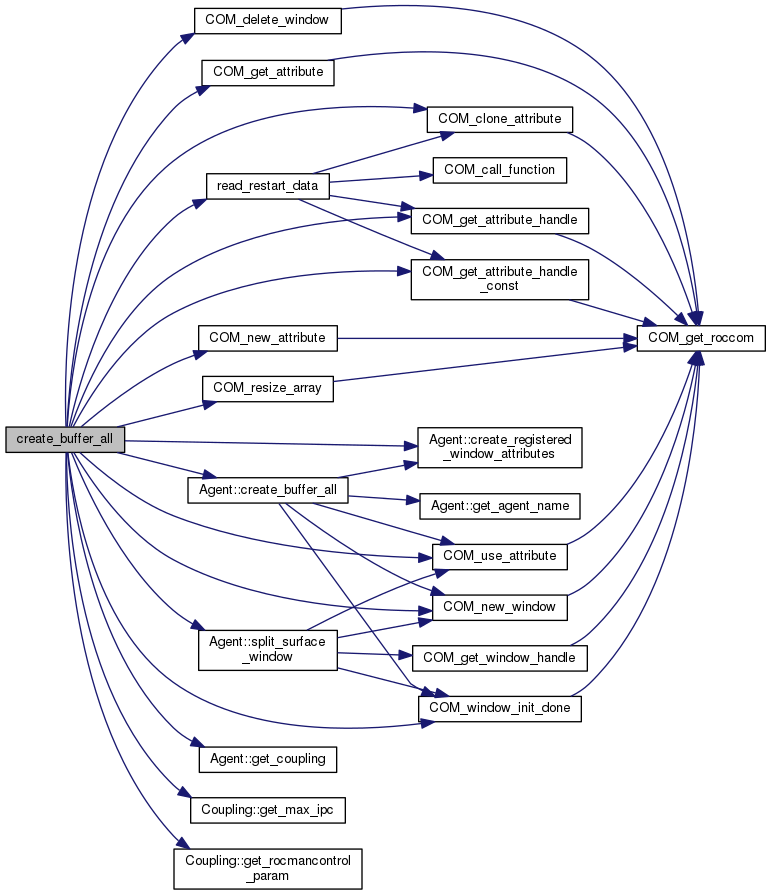 COM_delete_window
COM_get_attribute
COM_clone_attribute
COM_call_function
read_restart_data
COM_get_attribute_handle
COM_get_attribute_handle
_const
COM_new_attribute
COM_get_roccom
COM_resize_array
create_buffer_all
Agent::create_registered
_window_attributes
Agent::create_buffer_all
Agent::get_agent_name
COM_use_attribute
COM_new_window
Agent::split_surface
_window
COM_get_window_handle
COM_window_init_done
Agent::get_coupling
Coupling::get_max_ipc
Coupling::get_rocmancontrol
_param